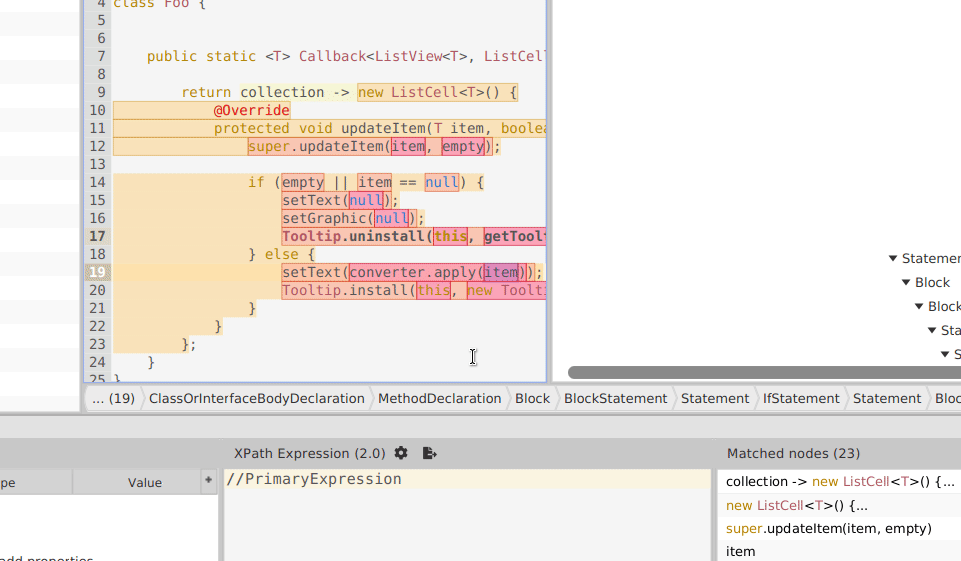 4 class Foo {
5
6
7 public static <T> Callback<ListView<T>, ListCell
8
9 return collection -> new ListCell<T>() {
10 @Override
11 protected void updateItem(T item, boolea
12 super.updateItem(item, empty);
13
14 if (empty || item == null) {
15 setText(null);
16 setGraphic(null);
17 Tooltip.uninstall(this, getToolt
18 } else {
19 setText(converter.apply(item));
20 Tooltip.install(this, new Toolti
21 }
22 }
23 };
24 }
25 }
▼ Statemen
▼ Block
▼ Block
▼ Sta
▼ S
... (19) ClassOrInterfaceBodyDeclaration MethodDeclaration Block BlockStatement Statement IfStatement Statement Bloc
XPath Expression (2.0)
Matched nodes (23)
pe Value +
//PrimaryExpression
collection -> new ListCell<T>() {...
new ListCell<T>() {...
super.updateItem(item, empty)
item
add properties